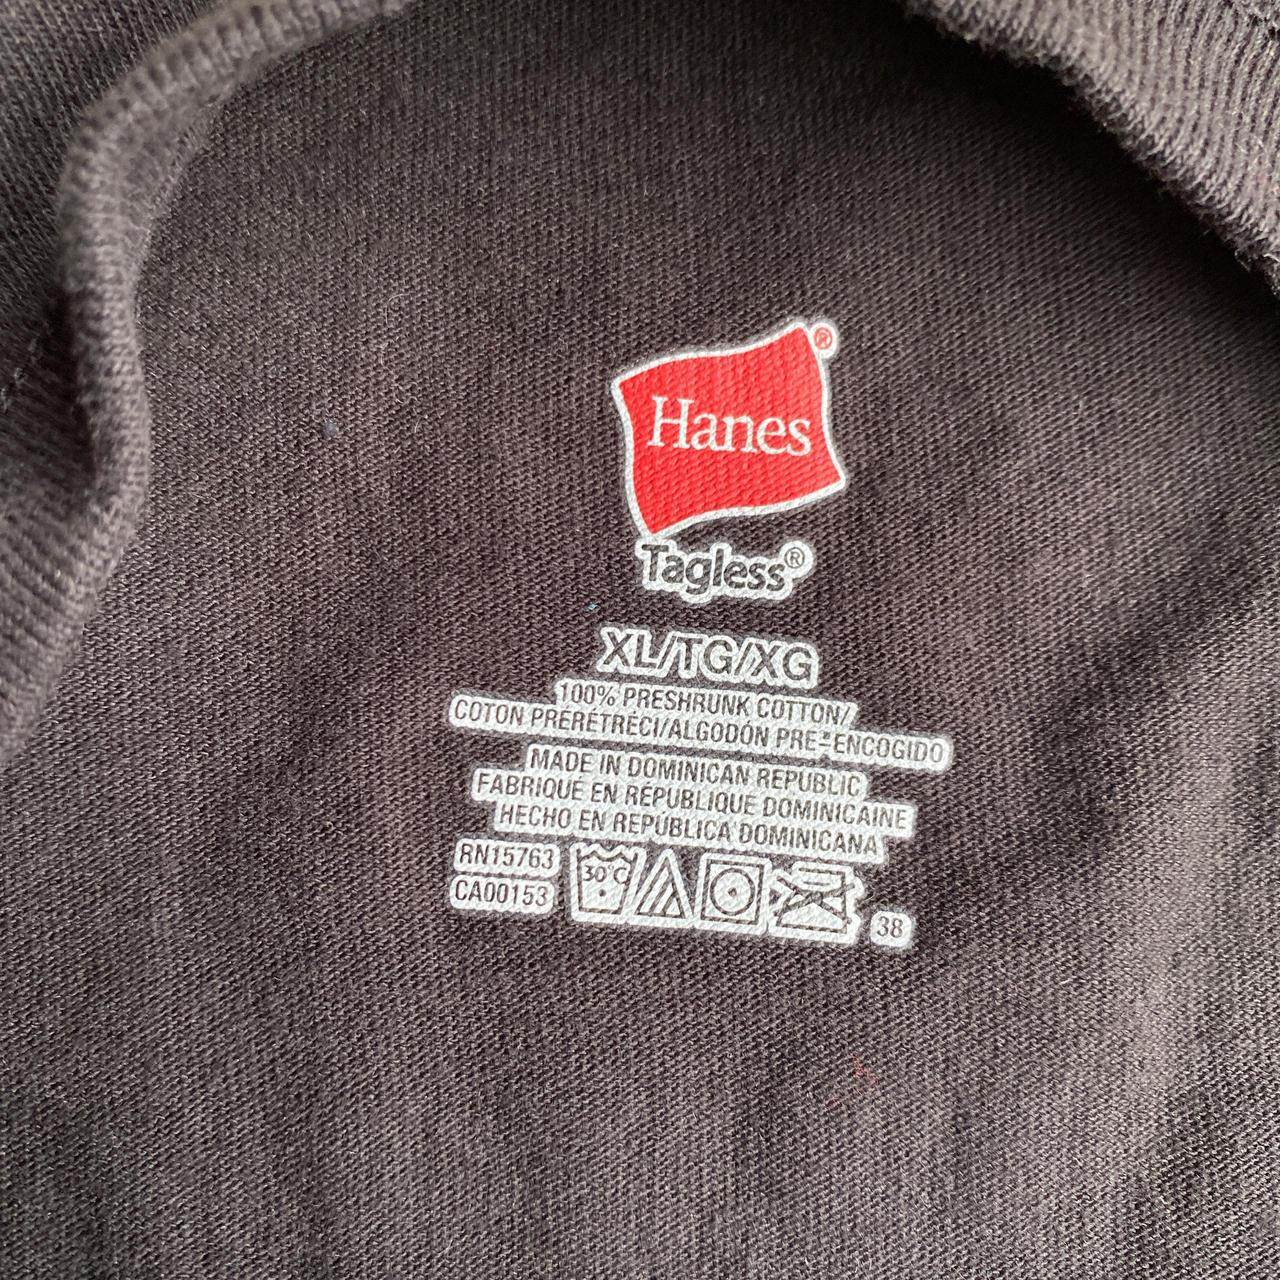 Hanes®
Tagless®
XL/TG/XG
100% PRESHRUNK COTTON/
COTON PRÉRÉTRÉCI/ALGODÓN PRE-ENCOGIDO
MADE IN DOMINICAN REPUBLIC
FABRIQUÉ EN RÉPUBLIQUE DOMINICAINE
HECHO EN REPÚBLICA DOMINICANA
RN15763
CA00153
30°C
38